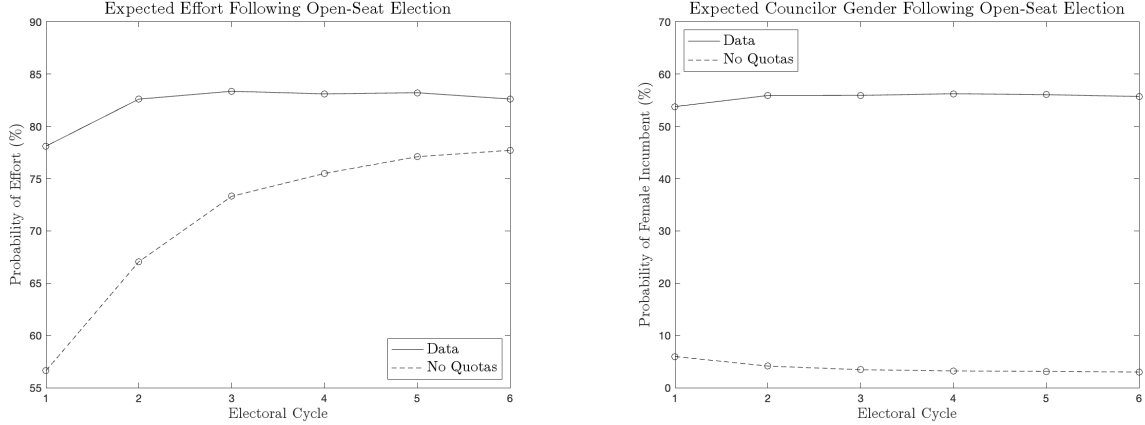 Expected Effort Following Open-Seat Election
90
85
80
75
70
65
60
55
Probability of Effort (%)
Data
No Quotas
1 2 3 4 5 6
Electoral Cycle
Expected Councilor Gender Following Open-Seat Election
70
60
50
40
30
20
10
0
Probability of Female Incumbent (%)
Data
No Quotas
1 2 3 4 5 6
Electoral Cycle